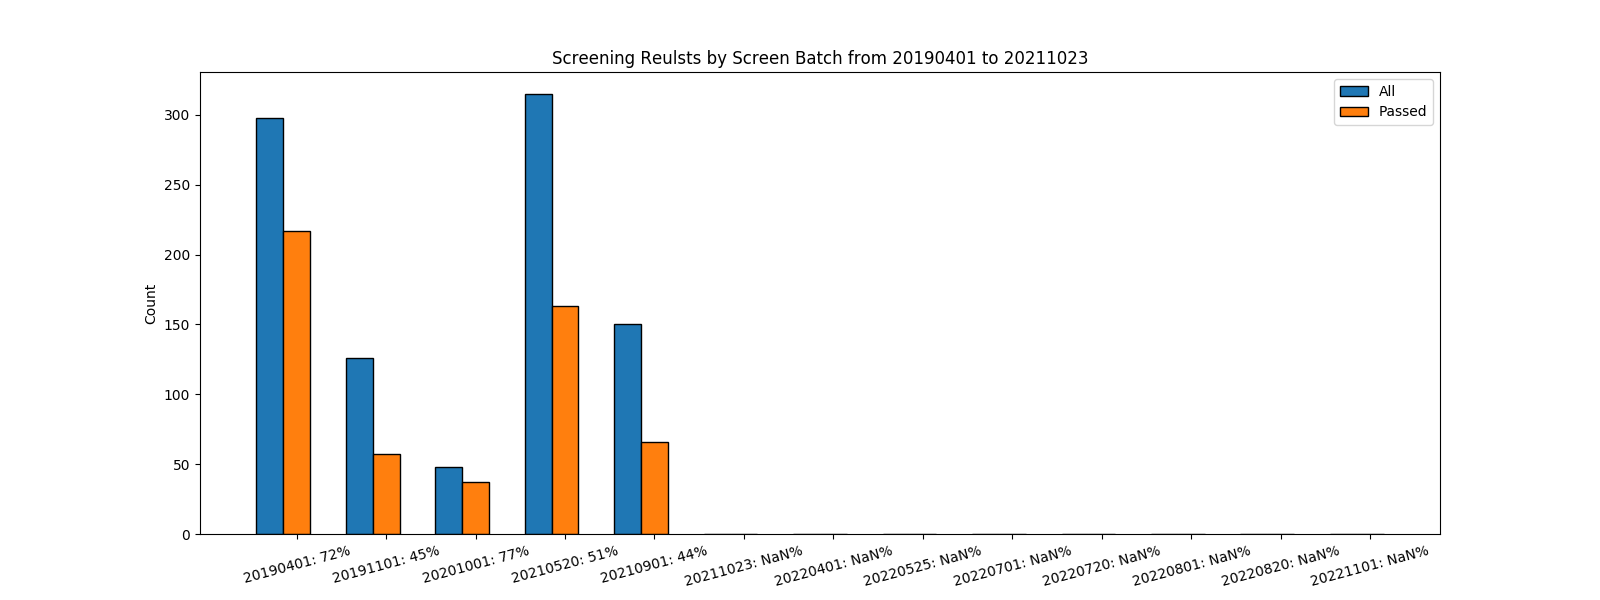 Screening Reulsts by Screen Batch from 20190401 to 20211023
All
Passed
Count
300
250
200
150
100
50
0
20190401: 72%
20191101: 45%
20201001: 77%
20210520: 51%
20210901: 44%
20211023: NaN%
20220401: NaN%
20220525: NaN%
20220701: NaN%
20220720: NaN%
20220801: NaN%
20220820: NaN%
20221101: NaN%